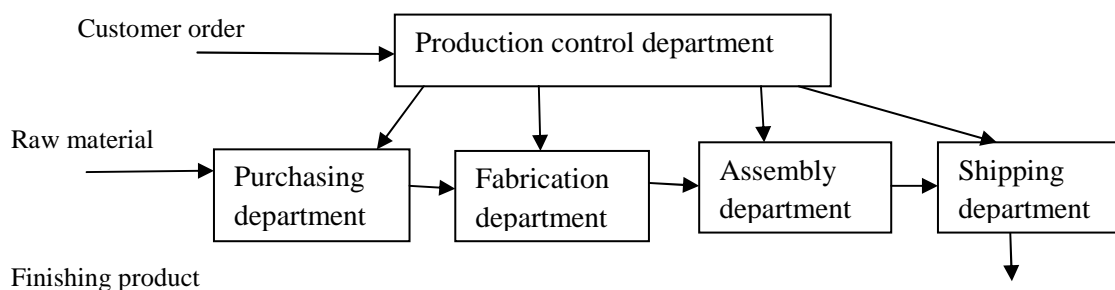 Customer order
Production control department
Raw material
Purchasing
department
Fabrication
department
Assembly
department
Shipping
department
Finishing product